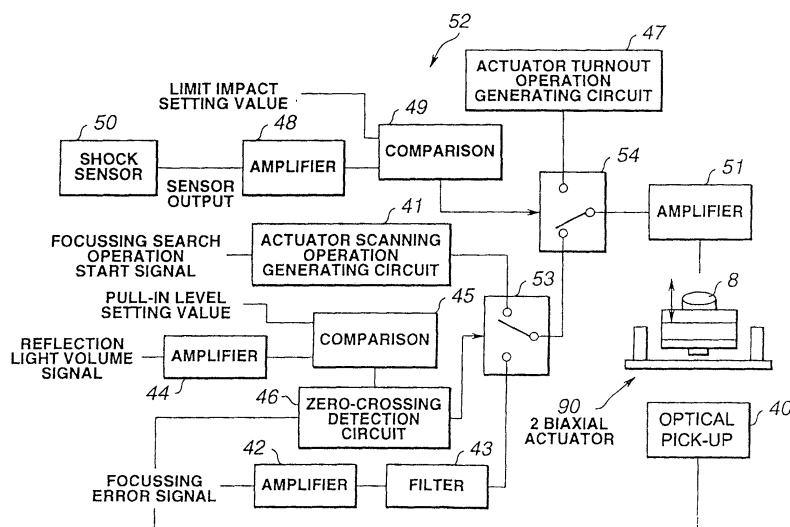 52
47
ACTUATOR TURNOUT
OPERATION
GENERATING CIRCUIT
LIMIT IMPACT
SETTING VALUE
50
SHOCK
SENSOR
SENSOR
OUTPUT
48
AMPLIFIER
49
COMPARISON
54
51
AMPLIFIER
41
FOCUSSING SEARCH
OPERATION
START SIGNAL
ACTUATOR SCANNING
OPERATION
GENERATING CIRCUIT
53
8
PULL-IN LEVEL
SETTING VALUE
45
COMPARISON
REFLECTION
LIGHT VOLUME
SIGNAL
AMPLIFIER
44
46
ZERO-CROSSING
DETECTION
CIRCUIT
90
2 BIAXIAL
ACTUATOR
40
OPTICAL
PICK-UP
FOCUSSING
ERROR SIGNAL
42
AMPLIFIER
43
FILTER